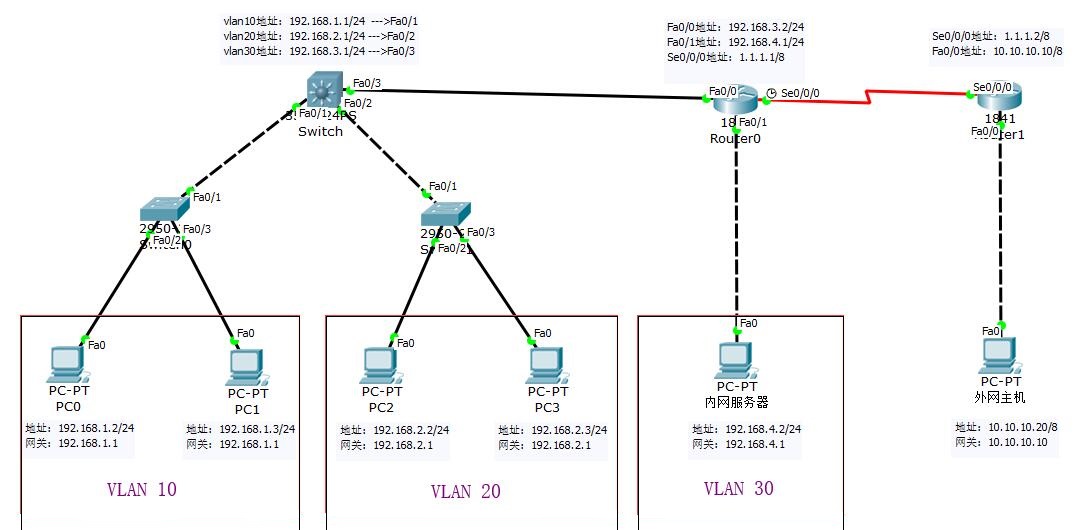 vlan10地址：192.168.1.1/24 --->Fa0/1
vlan20地址：192.168.2.1/24 --->Fa0/2
vlan30地址：192.168.3.1/24 --->Fa0/3
Fa0/0地址：192.168.3.2/24
Fa0/1地址：192.168.4.1/24
Se0/0/0地址：1.1.1.1/8
Se0/0/0地址：1.1.1.2/8
Fa0/0地址：10.10.10.10/8
Fa0/3
Fa0/2
Fa0/1
Switch
Fa0/0
Se0/0/0
Fa0/1
Router0
Se0/0/0
1841
Fa0/0
Fa0/1
Fa0/3
Fa0/2
Fa0/1
Fa0/3
Fa0/2
Fa0
PC-PT
PC0
Fa0
PC-PT
PC1
Fa0
PC-PT
PC2
Fa0
PC-PT
PC3
Fa0
PC-PT
内网服务器
Fa0
PC-PT
外网主机
地址：192.168.1.2/24
网关：192.168.1.1
地址：192.168.1.3/24
网关：192.168.1.1
地址：192.168.2.2/24
网关：192.168.2.1
地址：192.168.2.3/24
网关：192.168.2.1
地址：192.168.4.2/24
网关：192.168.4.1
地址：10.10.10.20/8
网关：10.10.10.10
VLAN 10
VLAN 20
VLAN 30